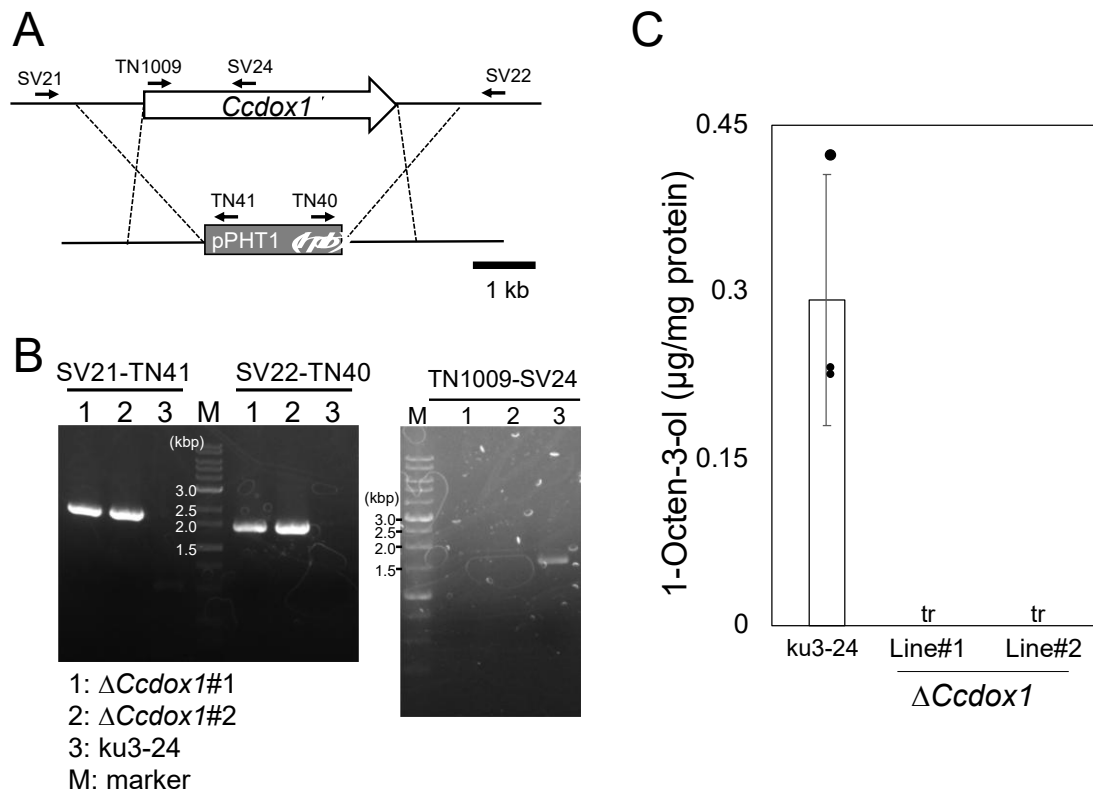 A
SV21
TN1009
SV24
SV22
Ccdox1 '
TN41
TN40
pPHT1
1 kb
B
SV21-TN41
SV22-TN40
1 2 3 M 1 2 3
(kbp)
3.0
2.5
2.0
1.5
TN1009-SV24
M 1 2 3
(kbp)
3.0
2.5
2.0
1.5
1: ΔCcdox1#1
2: ΔCcdox1#2
3: ku3-24
M: marker
C
1-Octen-3-ol (µg/mg protein)
0.45
0.3
0.15
0
tr
tr
ku3-24
Line#1
Line#2
ΔCcdox1